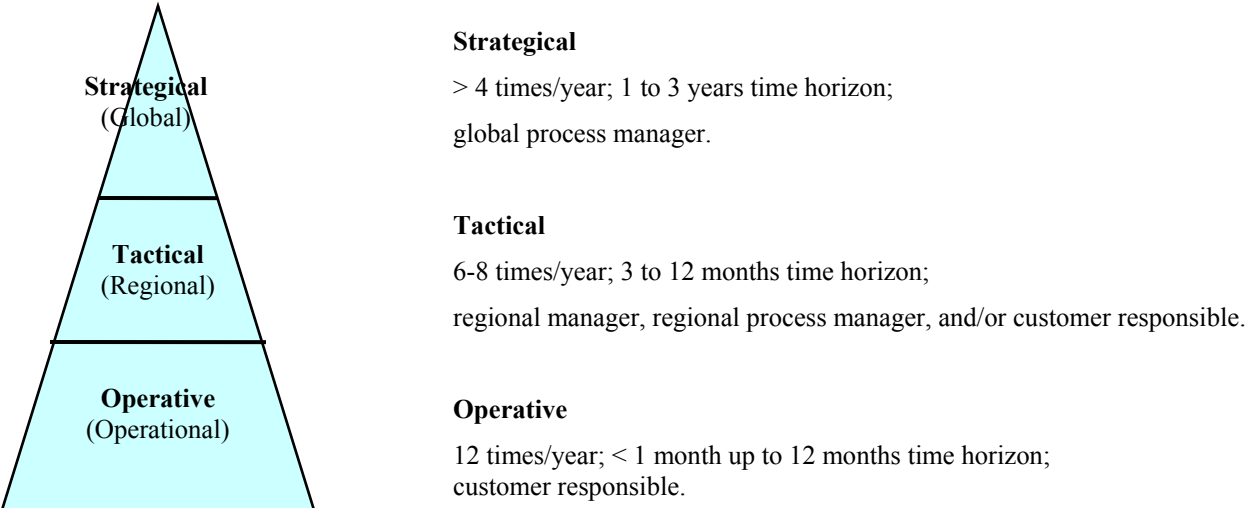 Strategical
(Global)
Tactical
(Regional)
Operative
(Operational)
Strategical
> 4 times/year; 1 to 3 years time horizon;
global process manager.
Tactical
6-8 times/year; 3 to 12 months time horizon;
regional manager, regional process manager, and/or customer responsible.
Operative
12 times/year; < 1 month up to 12 months time horizon;
customer responsible.